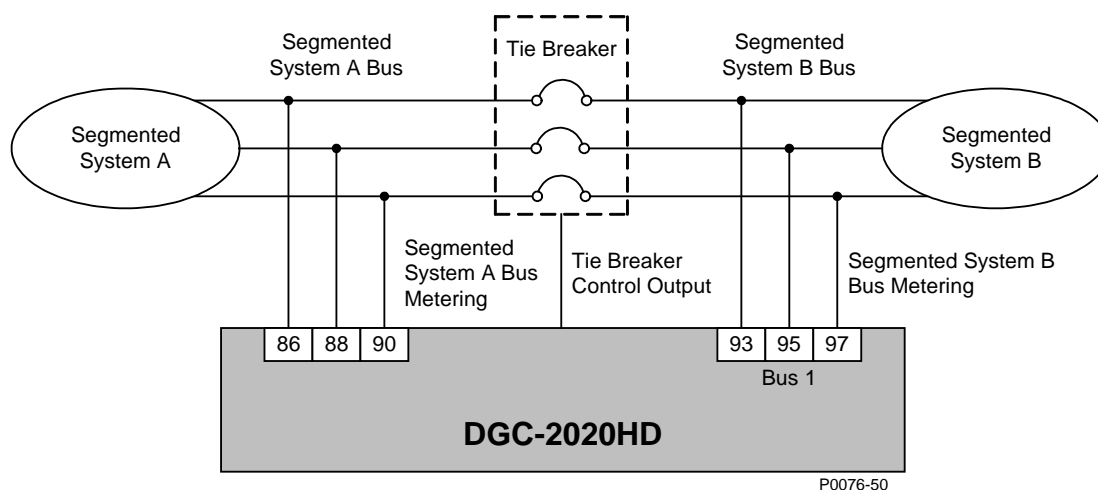 Segmented
System A Bus
Tie Breaker
Segmented
System B Bus
Segmented
System A
Segmented
System B
Segmented
System A Bus
Metering
Tie Breaker
Control Output
Segmented System B
Bus Metering
86 88 90
93 95 97
Bus 1
DGC-2020HD
P0076-50